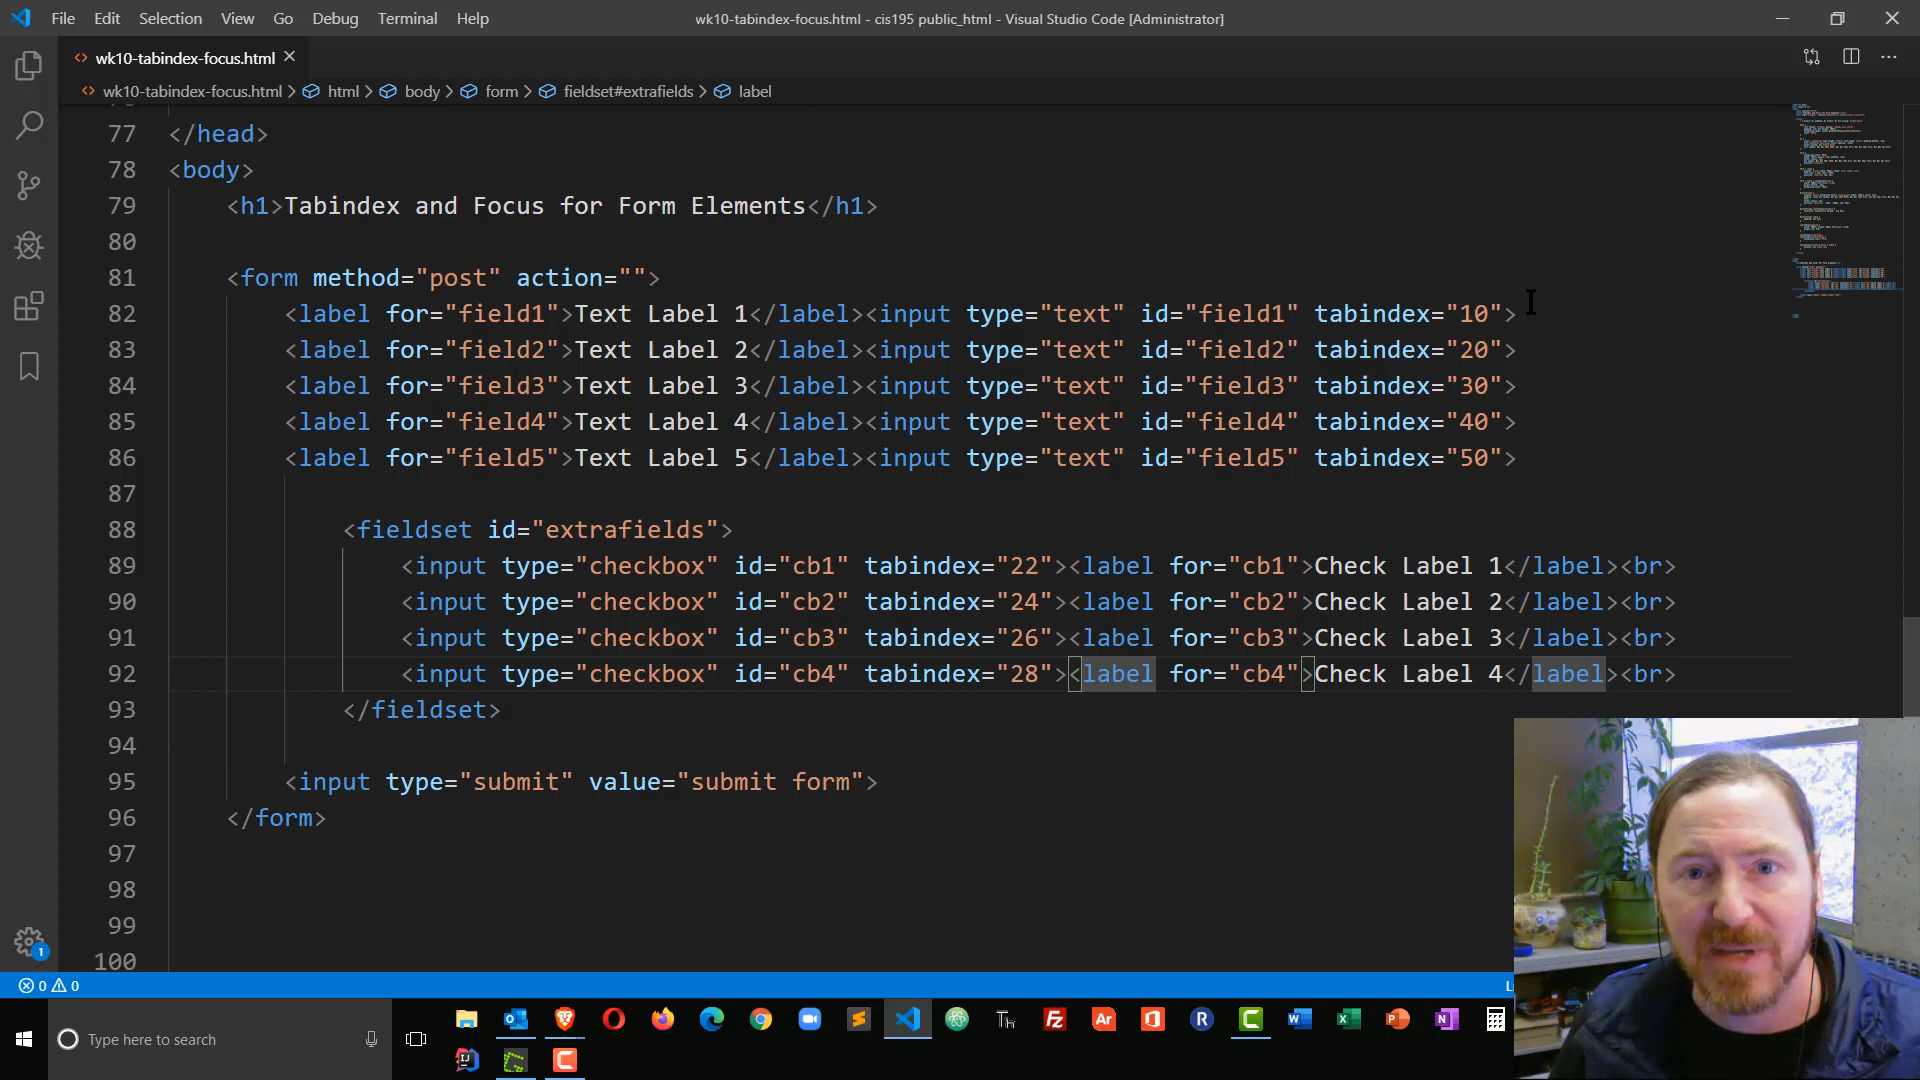 File Edit Selection View Go Debug Terminal Help wk10-tabindex-focus.html - cis195 public_html - Visual Studio Code [Administrator]
wk10-tabindex-focus.html
wk10-tabindex-focus.html > html > body > form > fieldset#extrafields > label
77 </head>
78 <body>
79 <h1>Tabindex and Focus for Form Elements</h1>
80
81 <form method="post" action="">
82 <label for="field1">Text Label 1</label><input type="text" id="field1" tabindex="10">
83 <label for="field2">Text Label 2</label><input type="text" id="field2" tabindex="20">
84 <label for="field3">Text Label 3</label><input type="text" id="field3" tabindex="30">
85 <label for="field4">Text Label 4</label><input type="text" id="field4" tabindex="40">
86 <label for="field5">Text Label 5</label><input type="text" id="field5" tabindex="50">
87
88 <fieldset id="extrafields">
89 <input type="checkbox" id="cb1" tabindex="22"><label for="cb1">Check Label 1</label><br>
90 <input type="checkbox" id="cb2" tabindex="24"><label for="cb2">Check Label 2</label><br>
91 <input type="checkbox" id="cb3" tabindex="26"><label for="cb3">Check Label 3</label><br>
92 <input type="checkbox" id="cb4" tabindex="28"><label for="cb4">Check Label 4</label><br>
93 </fieldset>
94
95 <input type="submit" value="submit form">
96 </form>
97
98
99
100
1
0 0
Type here to search